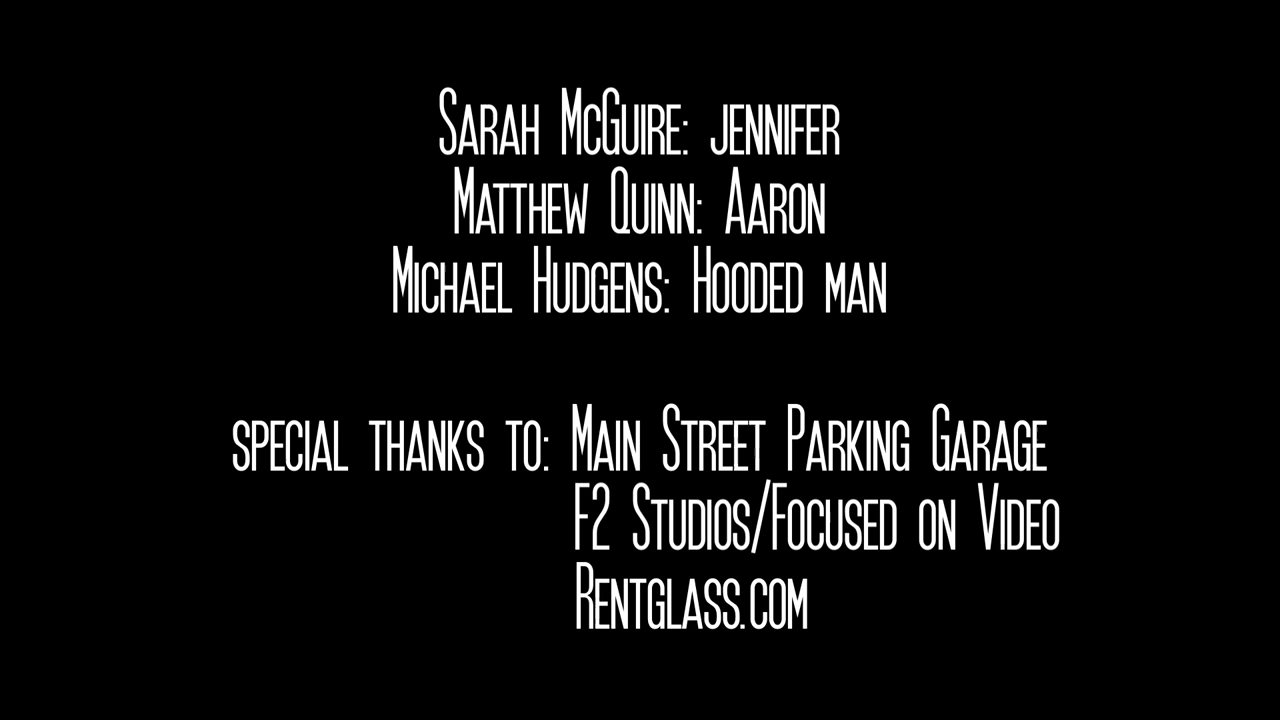 Sarah McGuire: jennifer
Matthew Quinn: Aaron
Michael Hudgens: Hooded man
special thanks to: Main Street Parking Garage
F2 Studios/Focused on Video
Rentglass.com